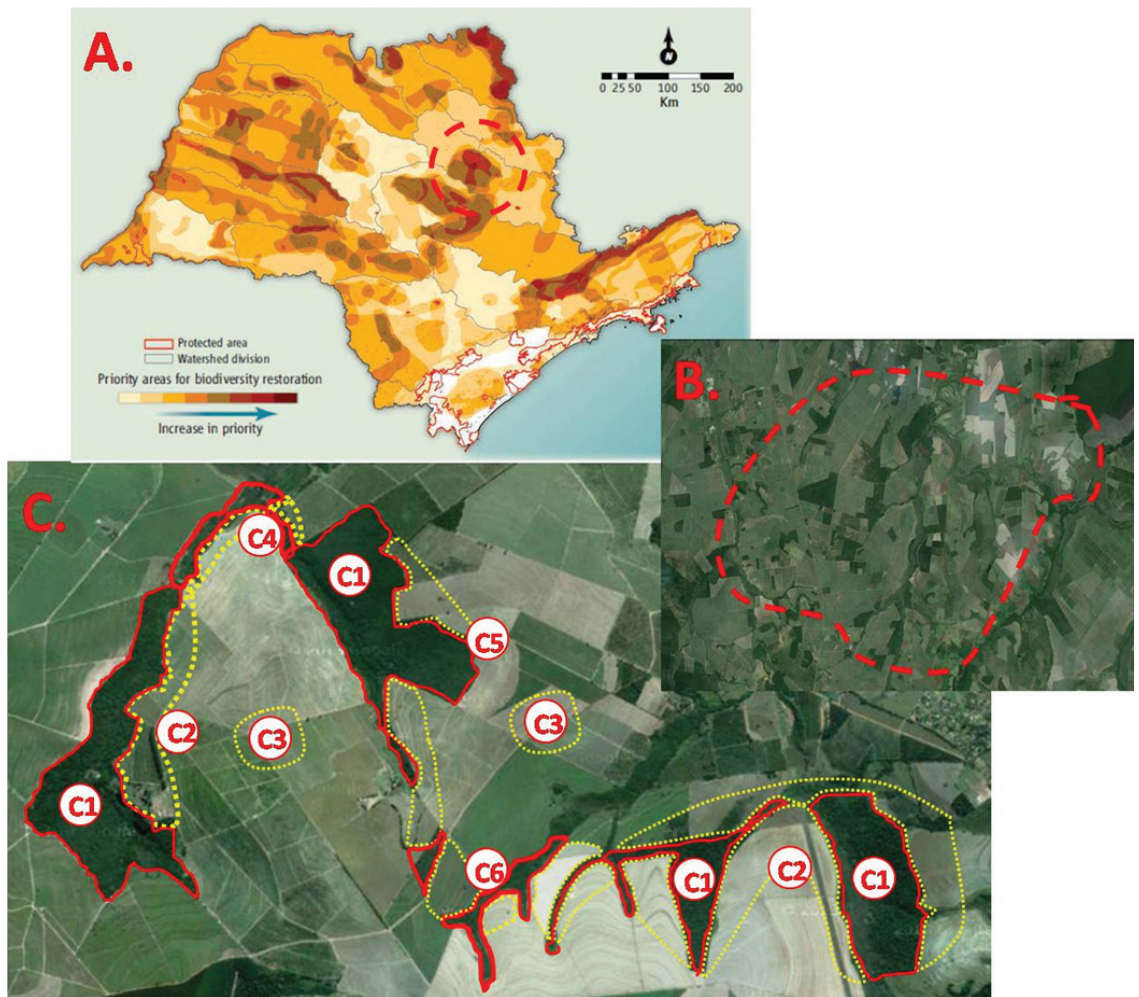 A.
N
0 25 50 100 150 200
Km
Protected area
Watershed division
Priority areas for biodiversity restoration
Increase in priority
B.
C.
C4
C1
C5
C2
C3
C3
C1
C6
C1
C2
C1